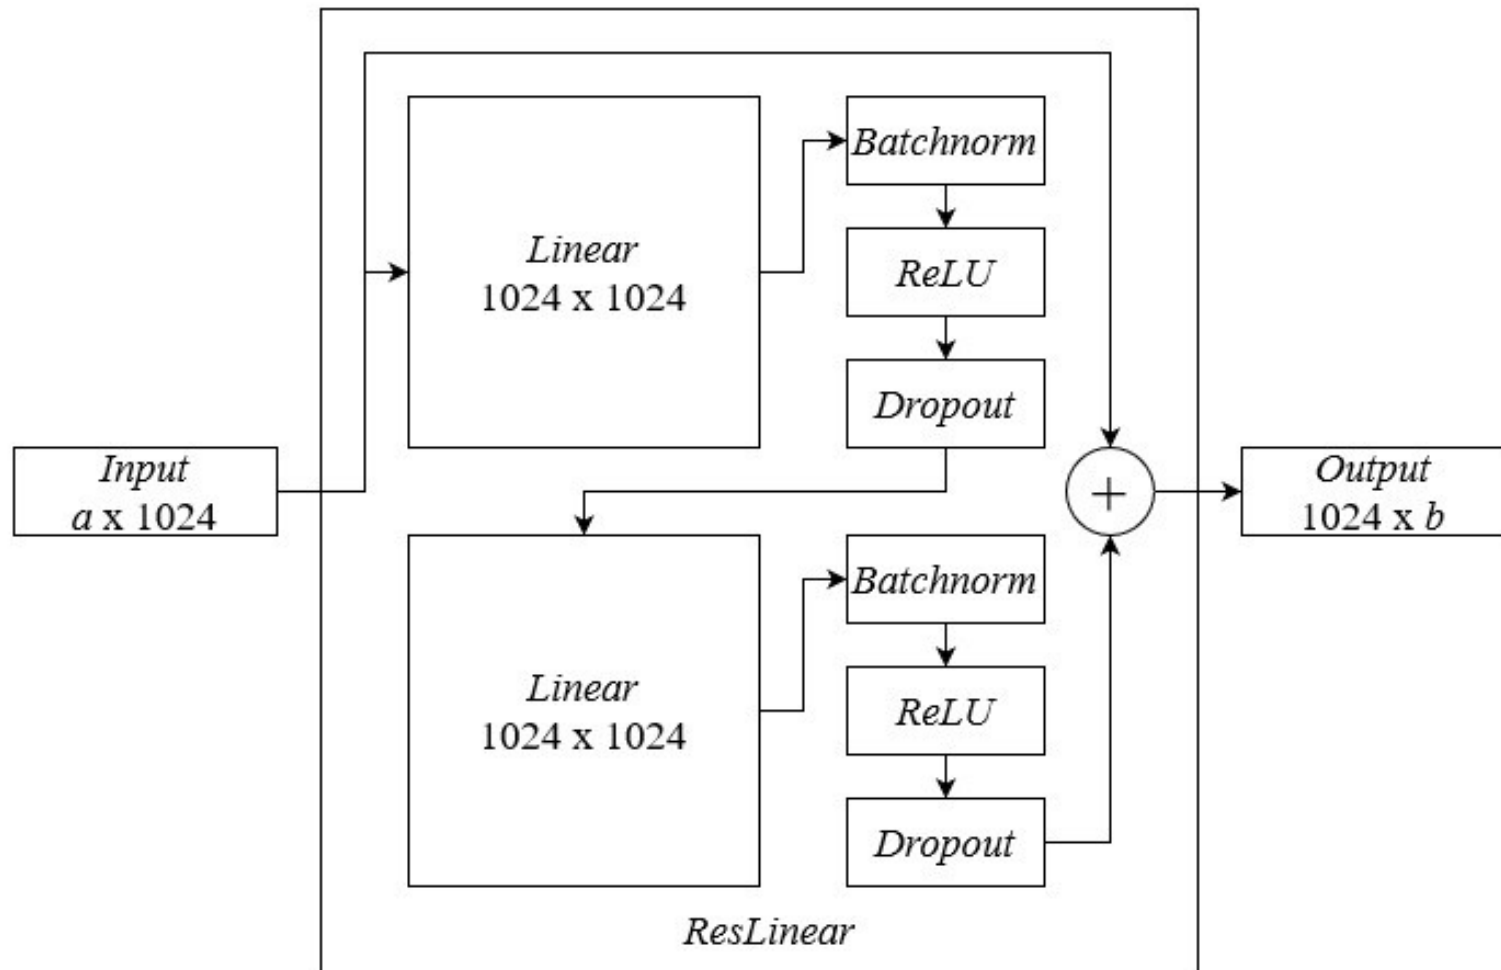 Input
a x 1024
Linear
1024 x 1024
Batchnorm
ReLU
Dropout
Linear
1024 x 1024
Batchnorm
ReLU
Dropout
+
Output
1024 x b
ResLinear